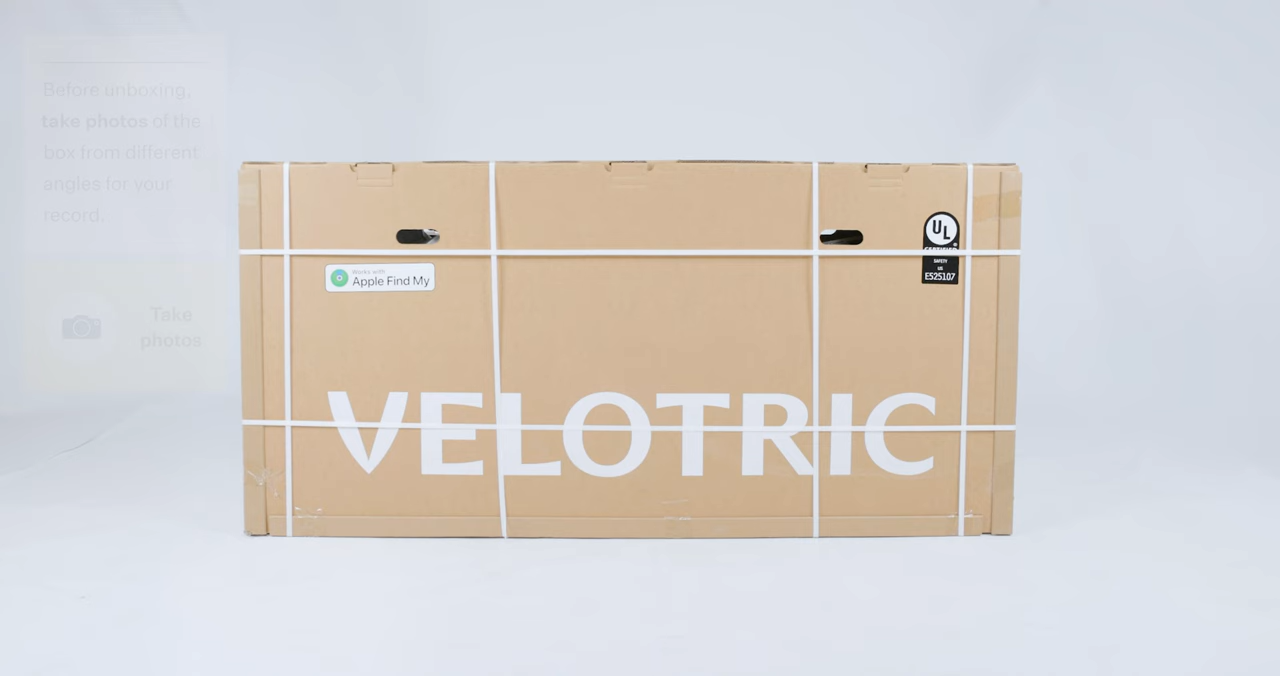 Before unboxing,
take photos of the
box from different
angles for your
record.
Take
photos
Works with
Apple Find My
UL
CERTIFIED
SAFETY
US
E525107
VELOTRIC